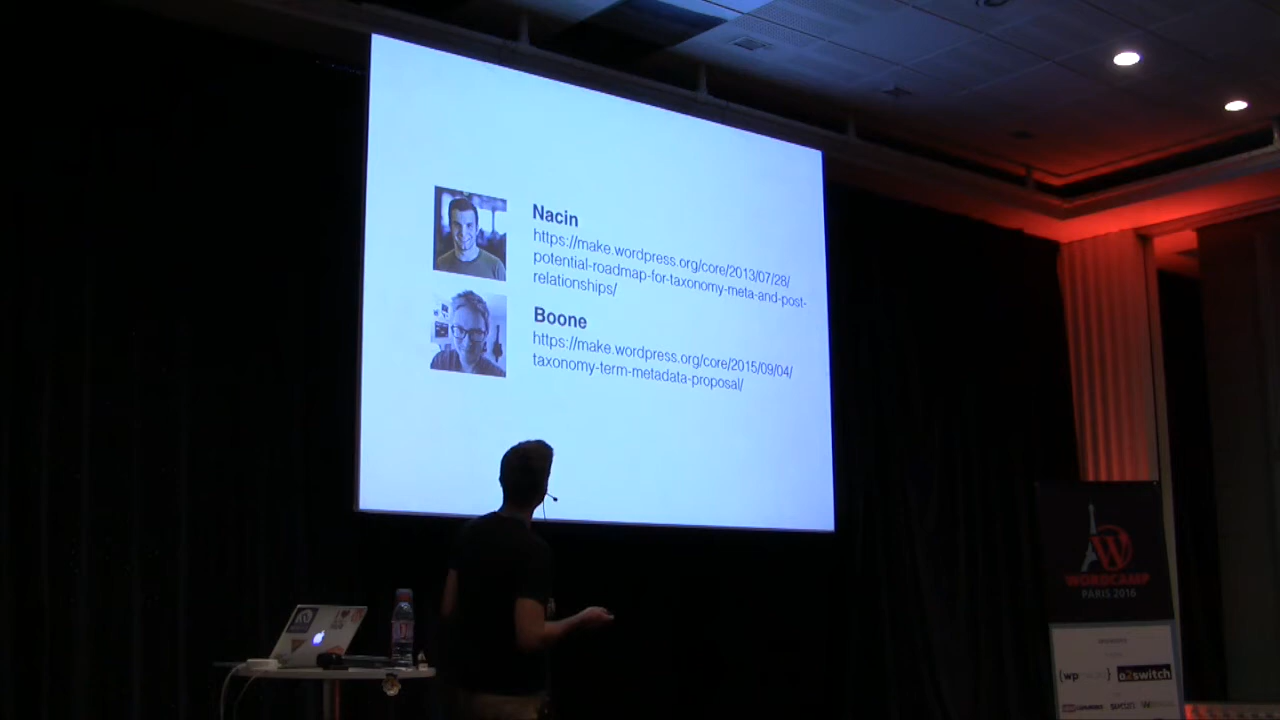 Nacin
https://make.wordpress.org/core/2013/07/28/
potential-roadmap-for-taxonomy-meta-and-post-
relationships/
Boone
https://make.wordpress.org/core/2015/09/04/
taxonomy-term-metadata-proposal/
WORDCAMP
PARIS 2016
{wp
o2switch